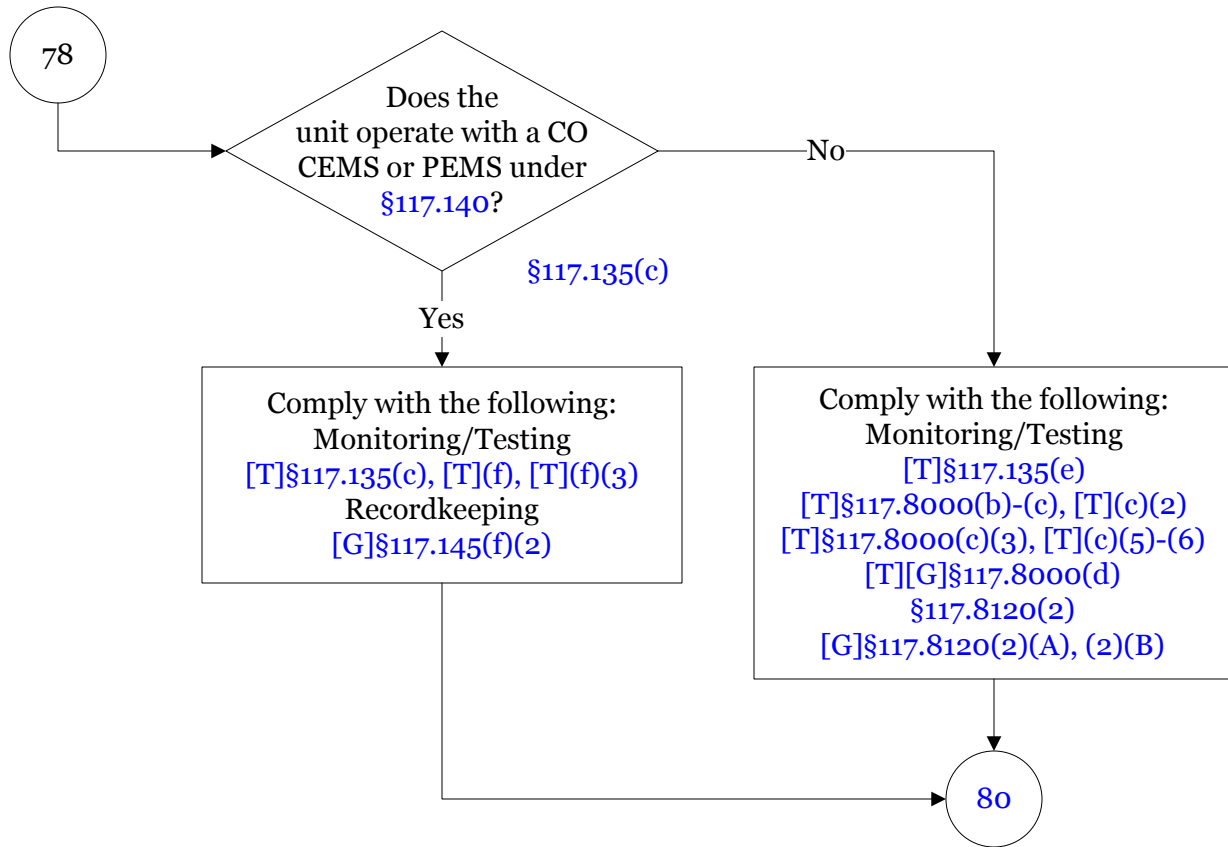 78
Does the
unit operate with a CO
CEMS or PEMS under
§117.140?
No
§117.135(c)
Yes
Comply with the following:
Monitoring/Testing
[T]§117.135(c), [T](f), [T](f)(3)
Recordkeeping
[G]§117.145(f)(2)
Comply with the following:
Monitoring/Testing
[T]§117.135(e)
[T]§117.8000(b)-(c), [T](c)(2)
[T]§117.8000(c)(3), [T](c)(5)-(6)
[T][G]§117.8000(d)
§117.8120(2)
[G]§117.8120(2)(A), (2)(B)
80